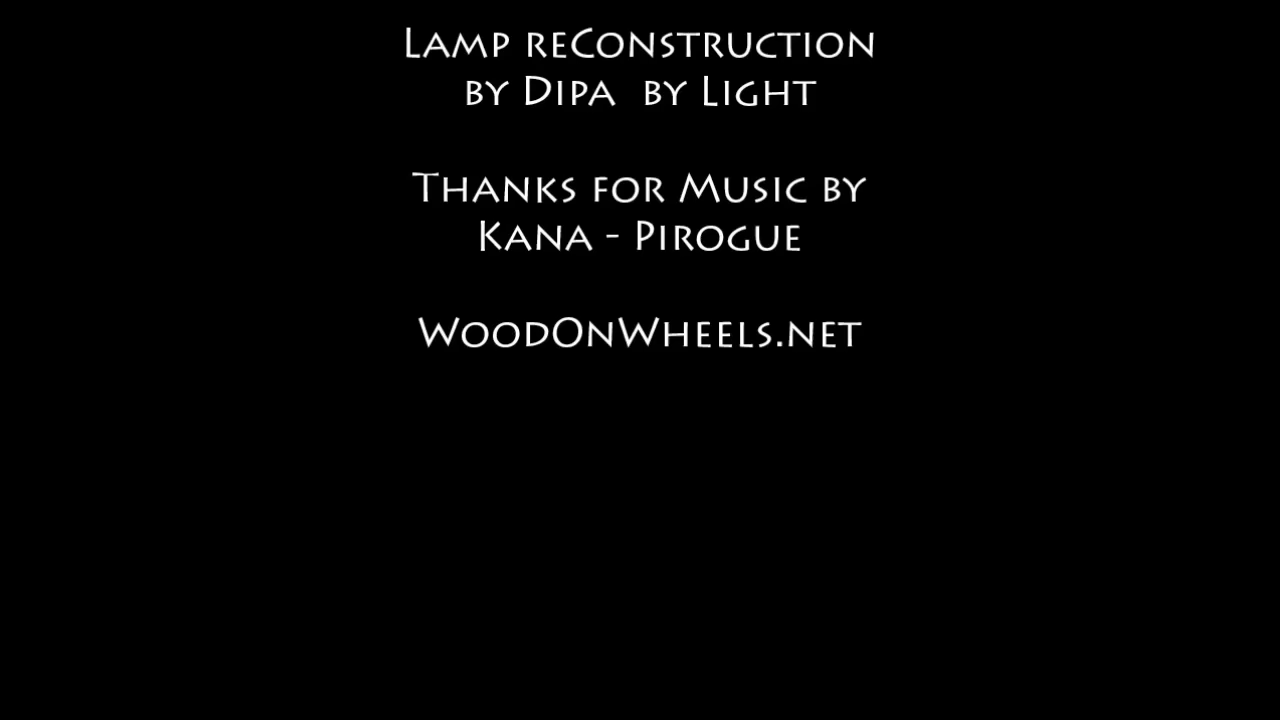 Lamp reConstruction
by Dipa by Light
Thanks for Music by
Kana - Pirogue
WoodOnWheels.net